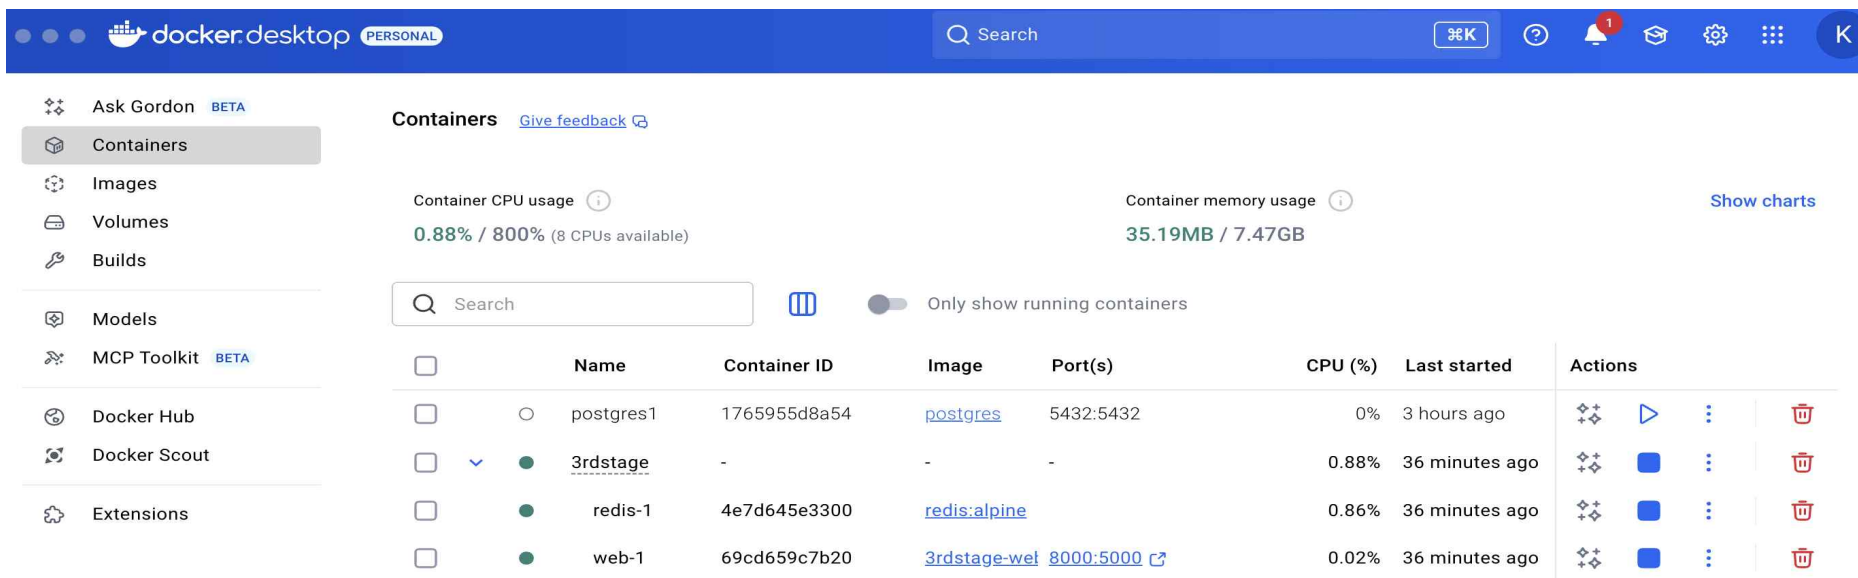 docker.desktop PERSONAL Search ⌘K 1 K
Ask Gordon BETA
Containers
Images
Volumes
Builds
Models
MCP Toolkit BETA
Docker Hub
Docker Scout
Extensions
Containers Give feedback
Container CPU usage
0.88% / 800% (8 CPUs available)
Container memory usage
35.19MB / 7.47GB
Show charts
Search
Only show running containers
Name Container ID Image Port(s) CPU (%) Last started Actions
postgres1 1765955d8a54 postgres 5432:5432 0% 3 hours ago
3rdstage - - - 0.88% 36 minutes ago
redis-1 4e7d645e3300 redis:alpine 0.86% 36 minutes ago
web-1 69cd659c7b20 3rdstage-wel 8000:5000 0.02% 36 minutes ago